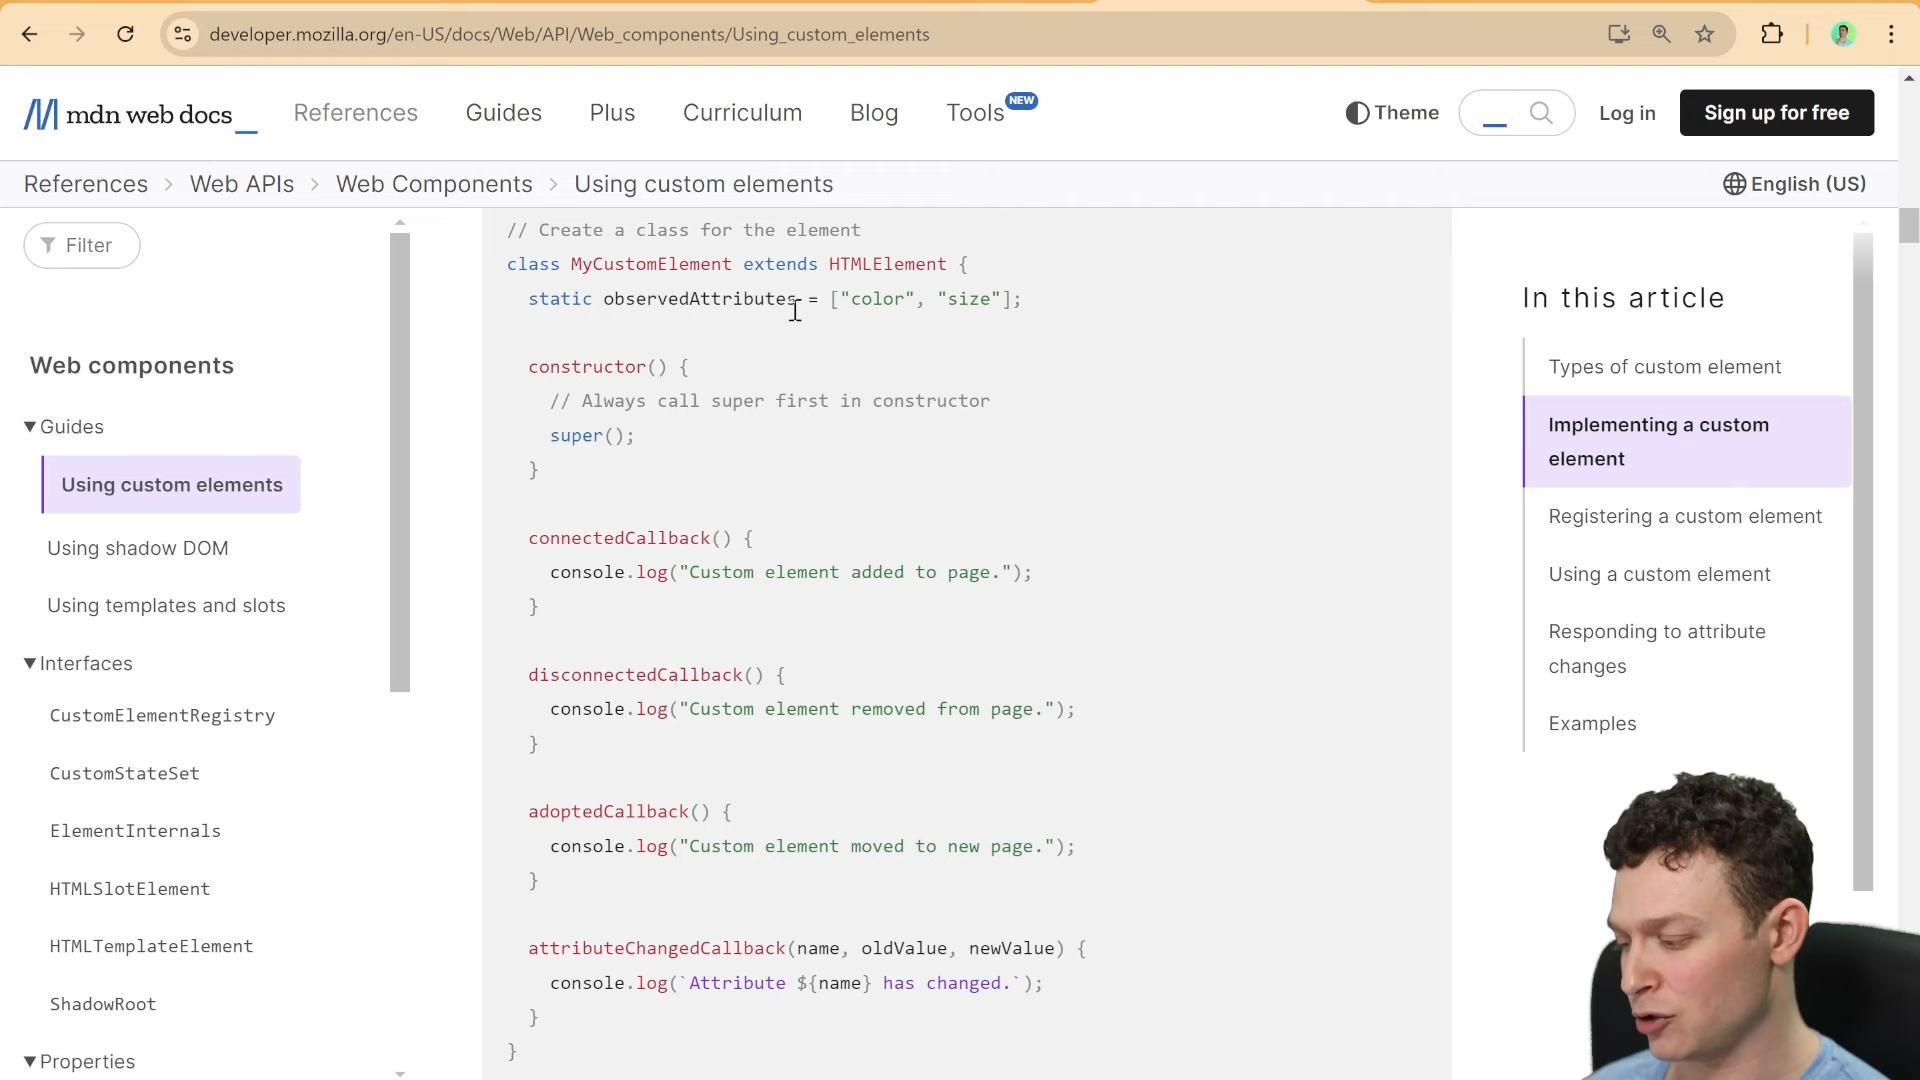 developer.mozilla.org/en-US/docs/Web/API/Web_components/Using_custom_elements
mdn web docs_
References
Guides
Plus
Curriculum
Blog
Tools
NEW
Theme
Log in
Sign up for free
References > Web APIs > Web Components > Using custom elements
English (US)
Filter
Web components
▼Guides
Using custom elements
Using shadow DOM
Using templates and slots
▼Interfaces
CustomElementRegistry
CustomStateSet
ElementInternals
HTMLSlotElement
HTMLTemplateElement
ShadowRoot
▼Properties
// Create a class for the element
class MyCustomElement extends HTMLElement {
static observedAttributes = ["color", "size"];
constructor() {
// Always call super first in constructor
super();
}
connectedCallback() {
console.log("Custom element added to page.");
}
disconnectedCallback() {
console.log("Custom element removed from page.");
}
adoptedCallback() {
console.log("Custom element moved to new page.");
}
attributeChangedCallback(name, oldValue, newValue) {
console.log(`Attribute ${name} has changed.`);
}
}
In this article
Types of custom element
Implementing a custom
element
Registering a custom element
Using a custom element
Responding to attribute
changes
Examples